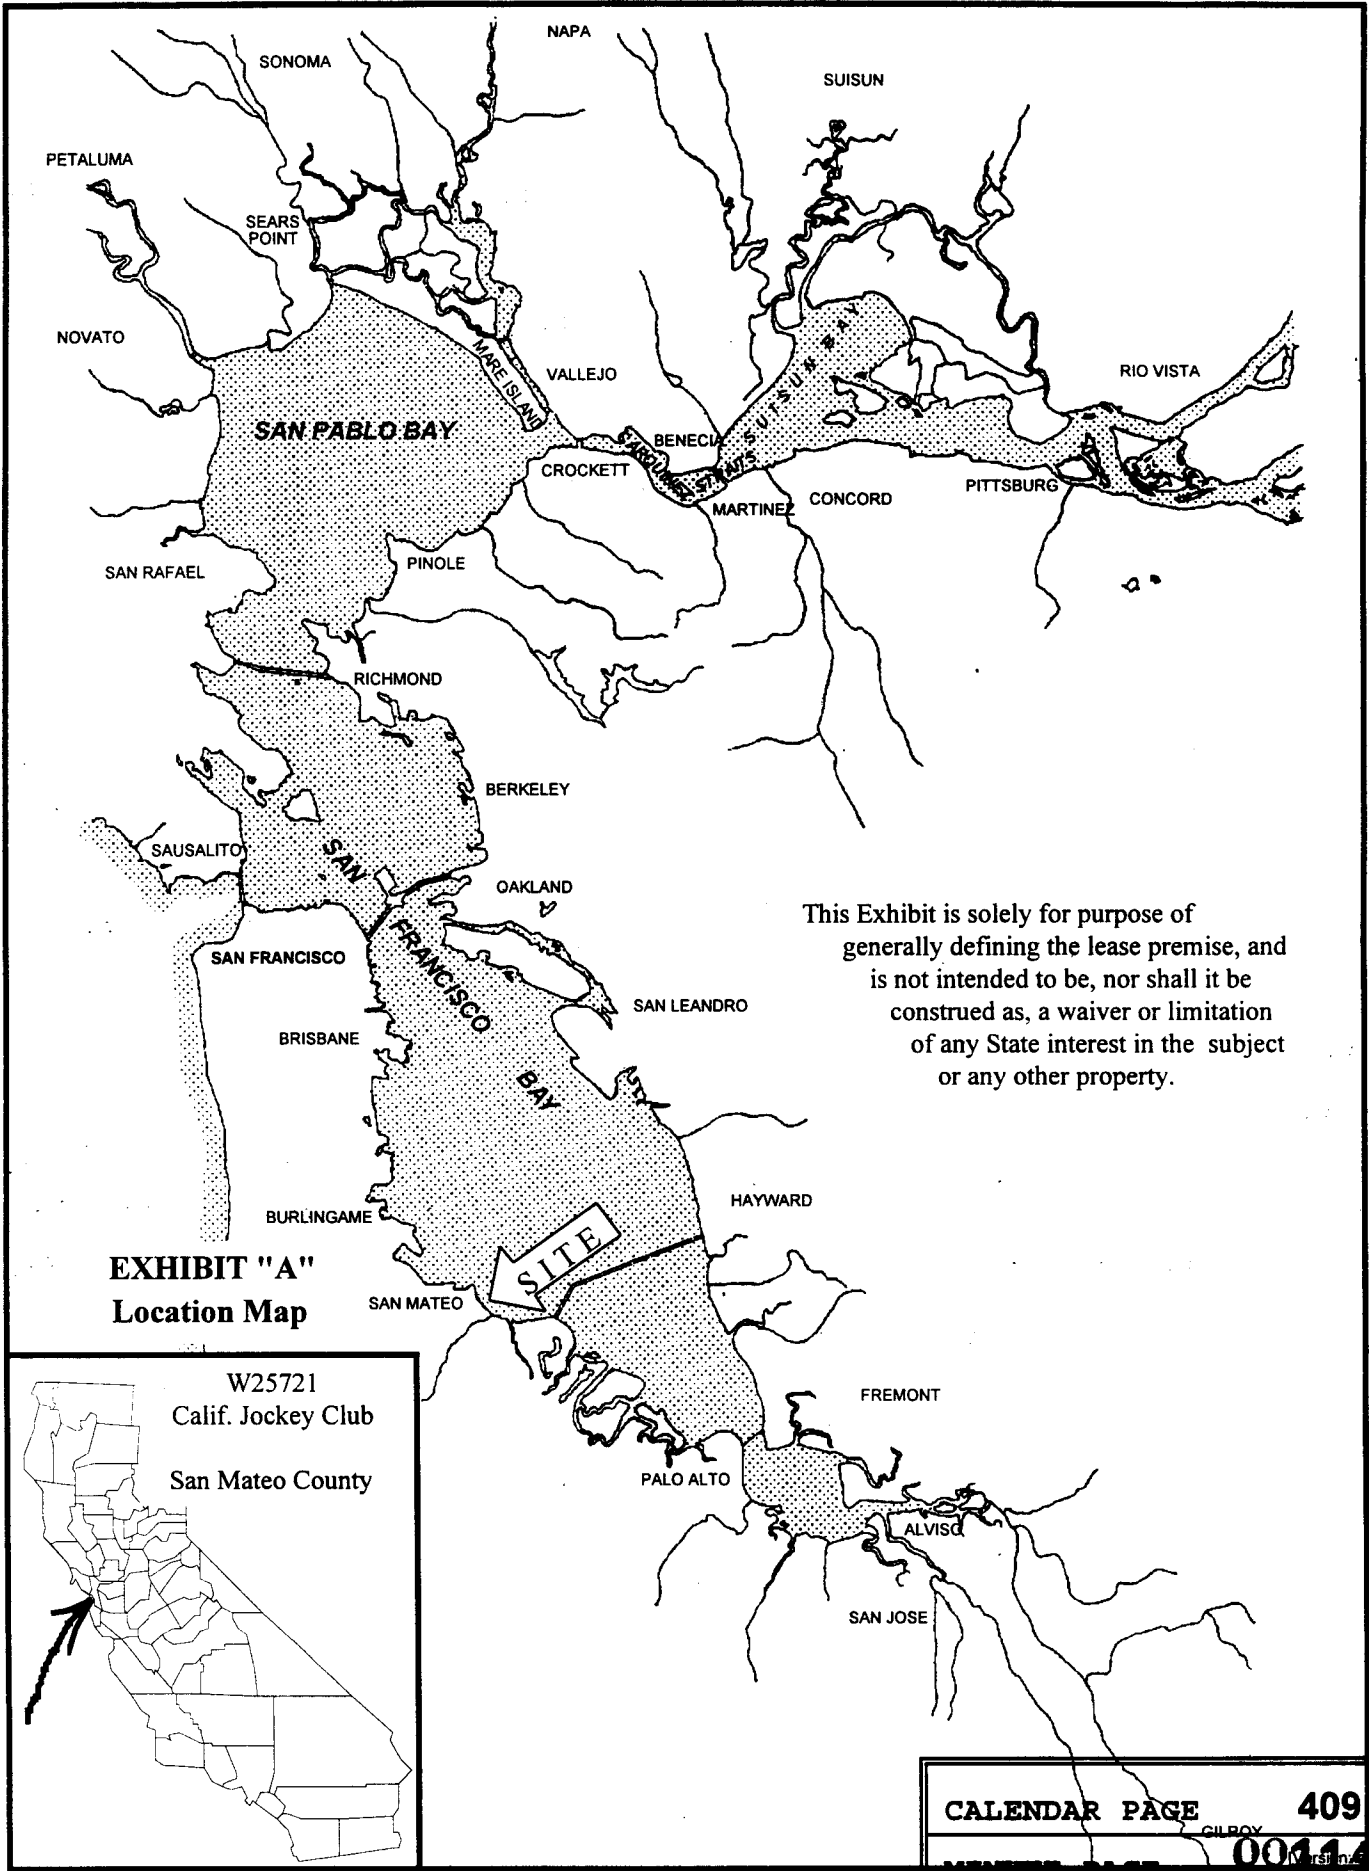 NAPA
SONOMA
SUISUN
PETALUMA
SEARS
POINT
NOVATO
MARE ISLAND
VALLEJO
SUISUN BAY
RIO VISTA
SAN PABLO BAY
BENECIA
CARQUINEZ STRAITS
CROCKETT
PITTSBURG
CONCORD
MARTINEZ
PINOLE
SAN RAFAEL
RICHMOND
BERKELEY
SAUSALITO
SAN
FRANCISCO
BAY
OAKLAND
This Exhibit is solely for purpose of
generally defining the lease premise, and
is not intended to be, nor shall it be
construed as, a waiver or limitation
of any State interest in the subject
or any other property.
SAN FRANCISCO
SAN LEANDRO
BRISBANE
HAYWARD
BURLINGAME
SITE
EXHIBIT "A"
Location Map
SAN MATEO
W25721
Calif. Jockey Club
San Mateo County
FREMONT
PALO ALTO
ALVISO
SAN JOSE
CALENDAR PAGE 409
GILROY
PAGE